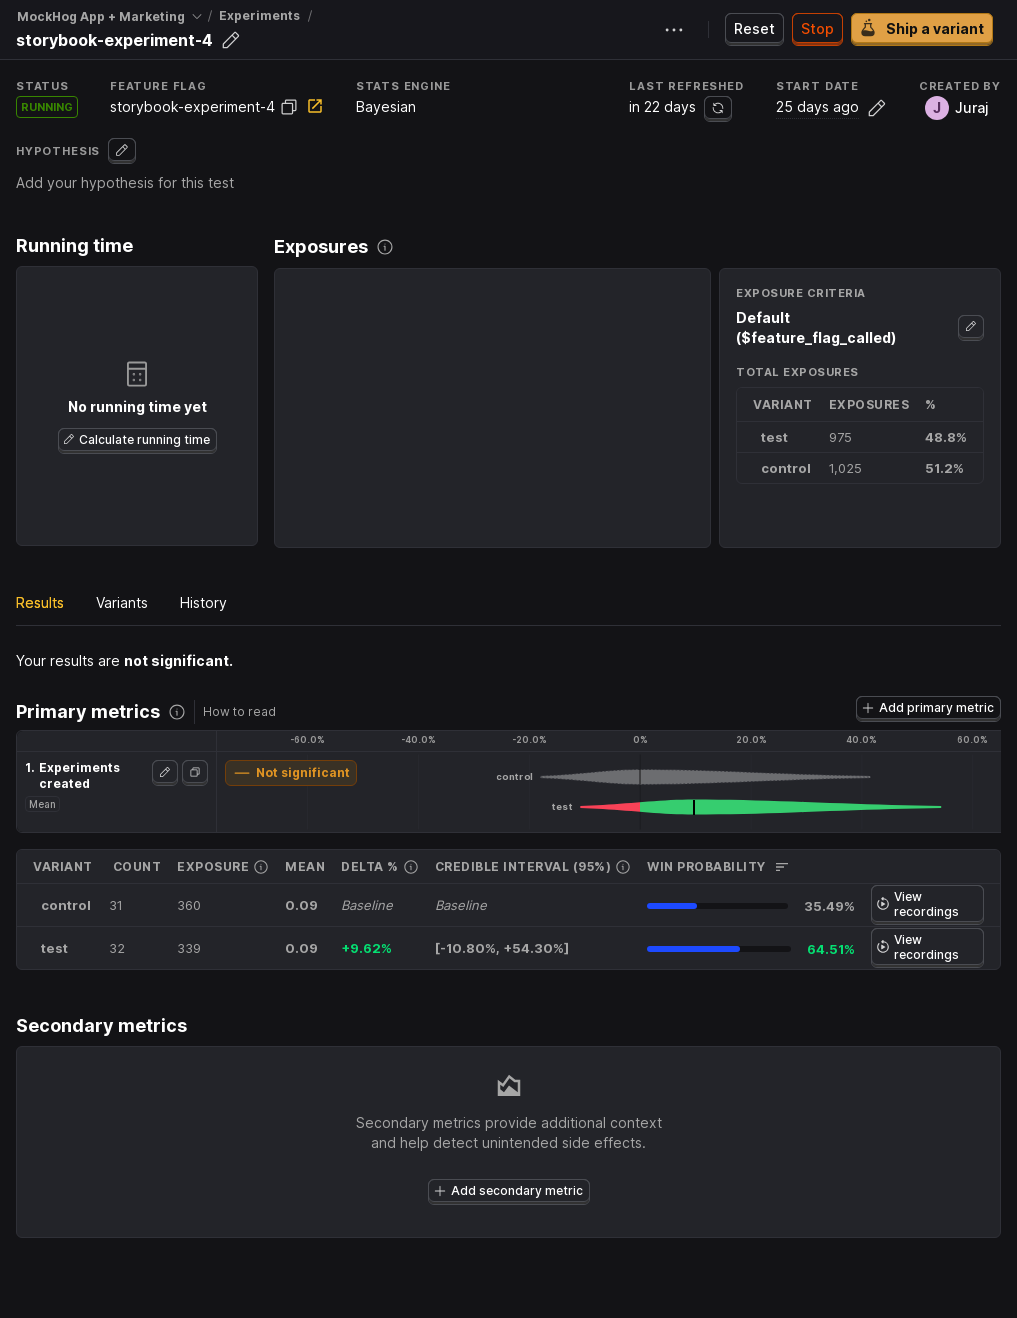 MockHog App + Marketing / Experiments /
storybook-experiment-4
Reset
Stop
Ship a variant
STATUS
RUNNING
FEATURE FLAG
storybook-experiment-4
STATS ENGINE
Bayesian
LAST REFRESHED
in 22 days
START DATE
25 days ago
CREATED BY
J Juraj
HYPOTHESIS
Add your hypothesis for this test
Running time
No running time yet
Calculate running time
Exposures
EXPOSURE CRITERIA
Default
($feature_flag_called)
TOTAL EXPOSURES
VARIANT EXPOSURES %
test 975 48.8%
control 1,025 51.2%
Results Variants History
Your results are not significant.
Primary metrics How to read
Add primary metric
-60.0% -40.0% -20.0% 0% 20.0% 40.0% 60.0%
1. Experiments
created
Mean
— Not significant
control
test
VARIANT COUNT EXPOSURE MEAN DELTA % CREDIBLE INTERVAL (95%) WIN PROBABILITY
control 31 360 0.09 Baseline Baseline 35.49% View
recordings
test 32 339 0.09 +9.62% [-10.80%, +54.30%] 64.51% View
recordings
Secondary metrics
Secondary metrics provide additional context
and help detect unintended side effects.
Add secondary metric